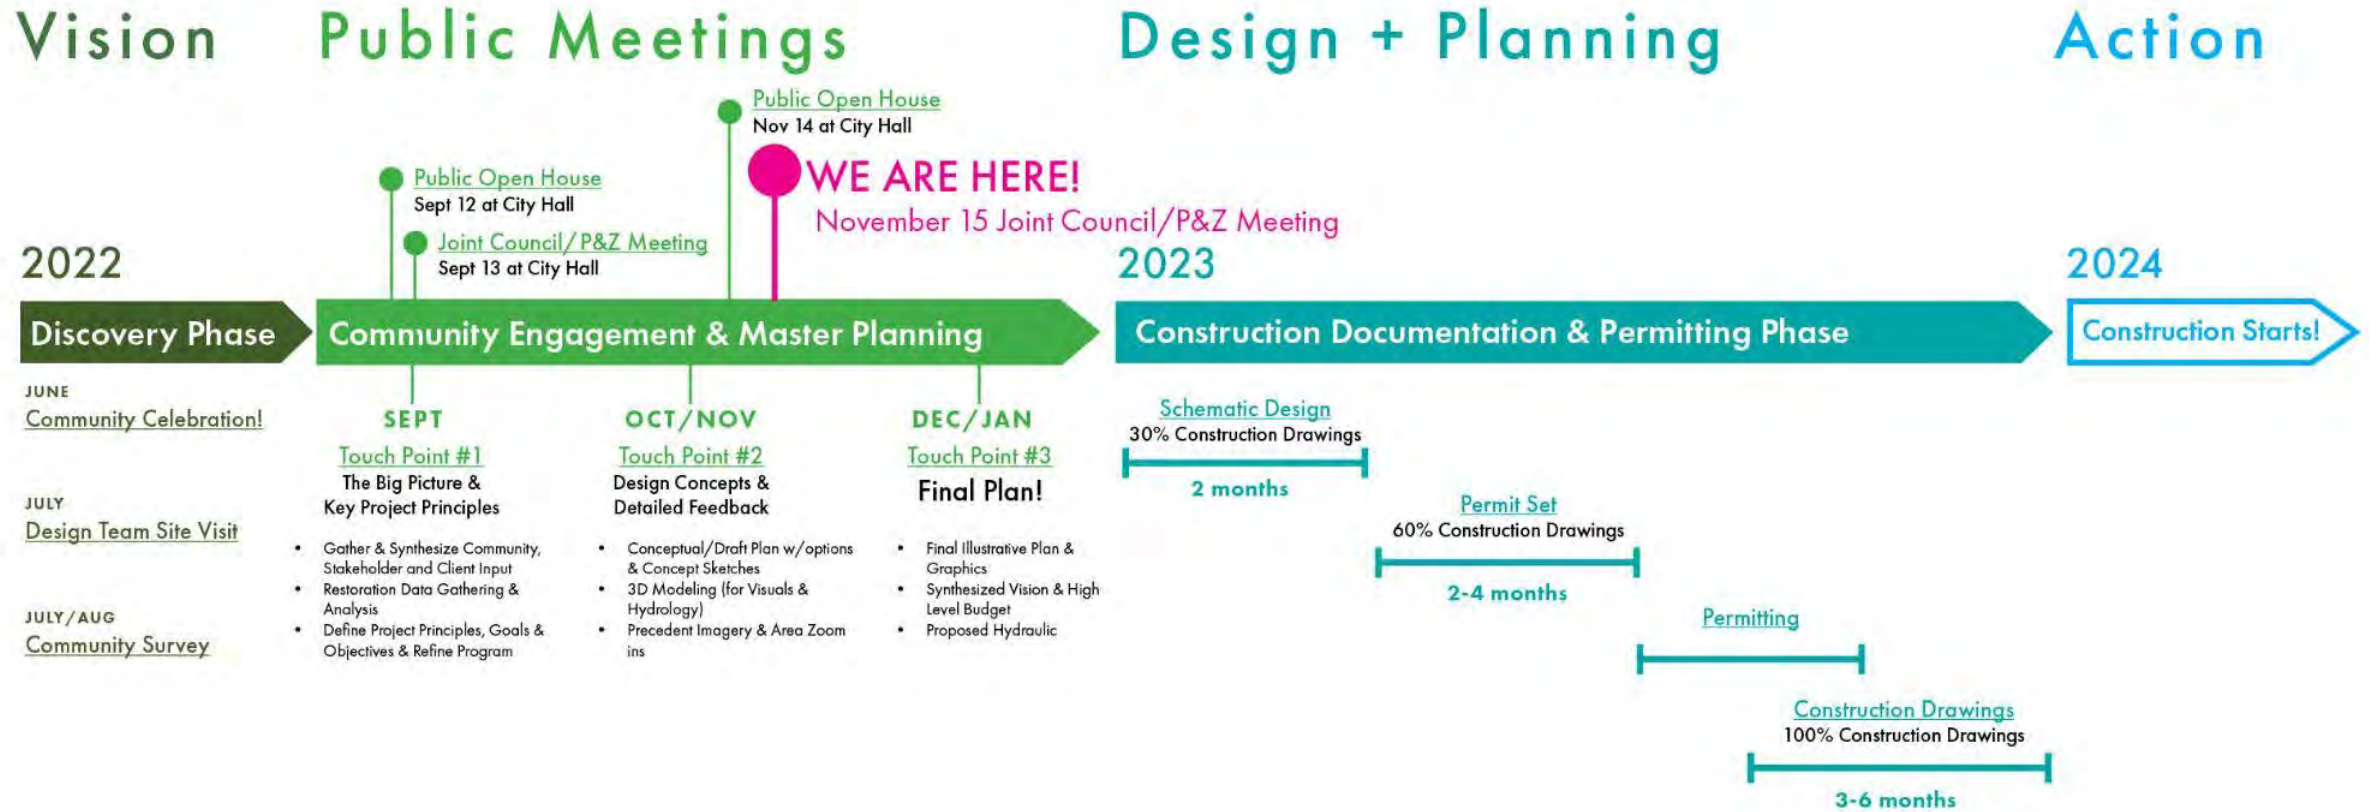 Vision
Public Meetings
Design + Planning
Action
Public Open House
Nov 14 at City Hall
WE ARE HERE!
November 15 Joint Council/P&Z Meeting
Public Open House
Sept 12 at City Hall
Joint Council/P&Z Meeting
Sept 13 at City Hall
2022
2023
2024
Discovery Phase
Community Engagement & Master Planning
Construction Documentation & Permitting Phase
Construction Starts!
JUNE
Community Celebration!
JULY
Design Team Site Visit
JULY/AUG
Community Survey
SEPT
Touch Point #1
The Big Picture &
Key Project Principles
• Gather & Synthesize Community,
Stakeholder and Client Input
• Restoration Data Gathering &
Analysis
• Define Project Principles, Goals &
Objectives & Refine Program
OCT/NOV
Touch Point #2
Design Concepts &
Detailed Feedback
• Conceptual/Draft Plan w/options
& Concept Sketches
• 3D Modeling (for Visuals &
Hydrology)
• Precedent Imagery & Area Zoom
ins
DEC/JAN
Touch Point #3
Final Plan!
• Final Illustrative Plan &
Graphics
• Synthesized Vision & High
Level Budget
• Proposed Hydraulic
Schematic Design
30% Construction Drawings
2 months
Permit Set
60% Construction Drawings
2-4 months
Permitting
Construction Drawings
100% Construction Drawings
3-6 months